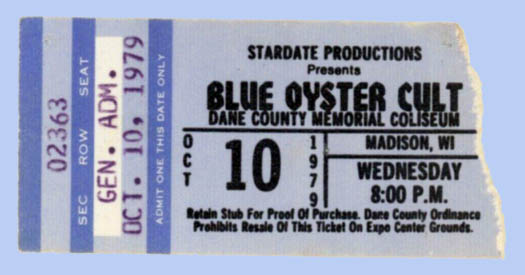 02363
SEC ROW SEAT
GEN. ADM.
OCT. 10, 1979
ADMIT ONE THIS DATE ONLY
STARDATE PRODUCTIONS
Presents
BLUE OYSTER CULT
DANE COUNTY MEMORIAL COLISEUM
OCT 10 1979
MADISON, WI
WEDNESDAY
8:00 P.M.
Retain Stub For Proof Of Purchase. Dane County Ordinance
Prohibits Resale Of This Ticket On Expo Center Grounds.